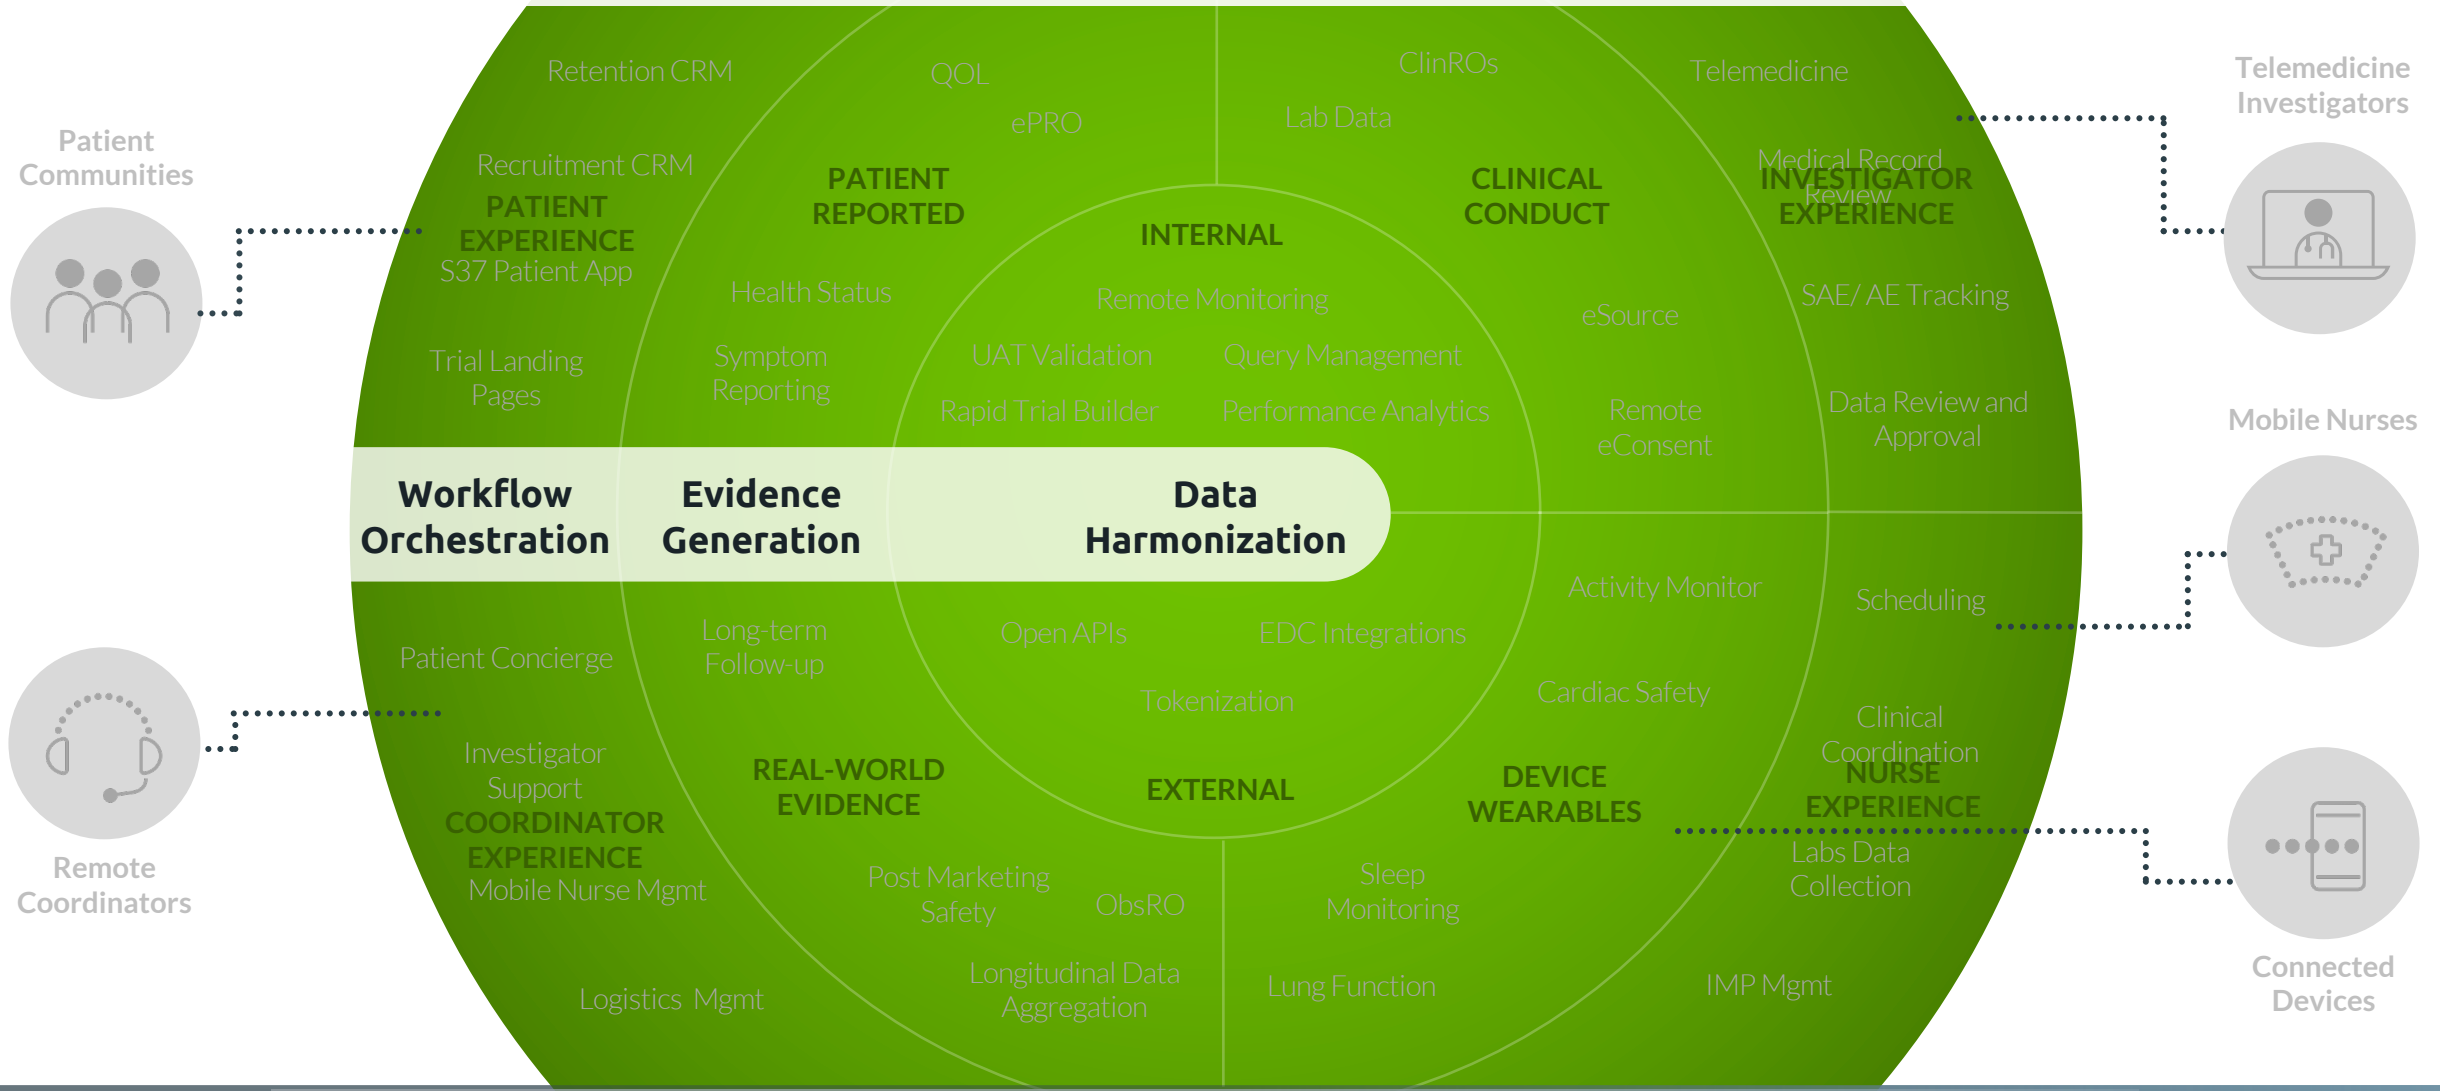 Patient
Communities
Remote
Coordinators
Retention CRM
Recruitment CRM
PATIENT
EXPERIENCE
S37 Patient App
Trial Landing
Pages
QOL
ePRO
PATIENT
REPORTED
Health Status
Symptom
Reporting
INTERNAL
Remote Monitoring
UAT Validation
Query Management
Rapid Trial Builder
Performance Analytics
ClinROs
Lab Data
CLINICAL
CONDUCT
eSource
Remote
eConsent
Telemedicine
Medical Record
Review
INVESTIGATOR
EXPERIENCE
SAE/ AE Tracking
Data Review and
Approval
Workflow
Orchestration
Evidence
Generation
Data
Harmonization
Patient Concierge
Investigator
Support
COORDINATOR
EXPERIENCE
Mobile Nurse Mgmt
Logistics Mgmt
Long-term
Follow-up
REAL-WORLD
EVIDENCE
Post Marketing
Safety
ObsRO
Longitudinal Data
Aggregation
Open APIs
EDC Integrations
Tokenization
EXTERNAL
Activity Monitor
Cardiac Safety
DEVICE
WEARABLES
Sleep
Monitoring
Lung Function
Scheduling
Clinical
Coordination
NURSE
EXPERIENCE
Labs Data
Collection
IMP Mgmt
Telemedicine
Investigators
Mobile Nurses
Connected
Devices